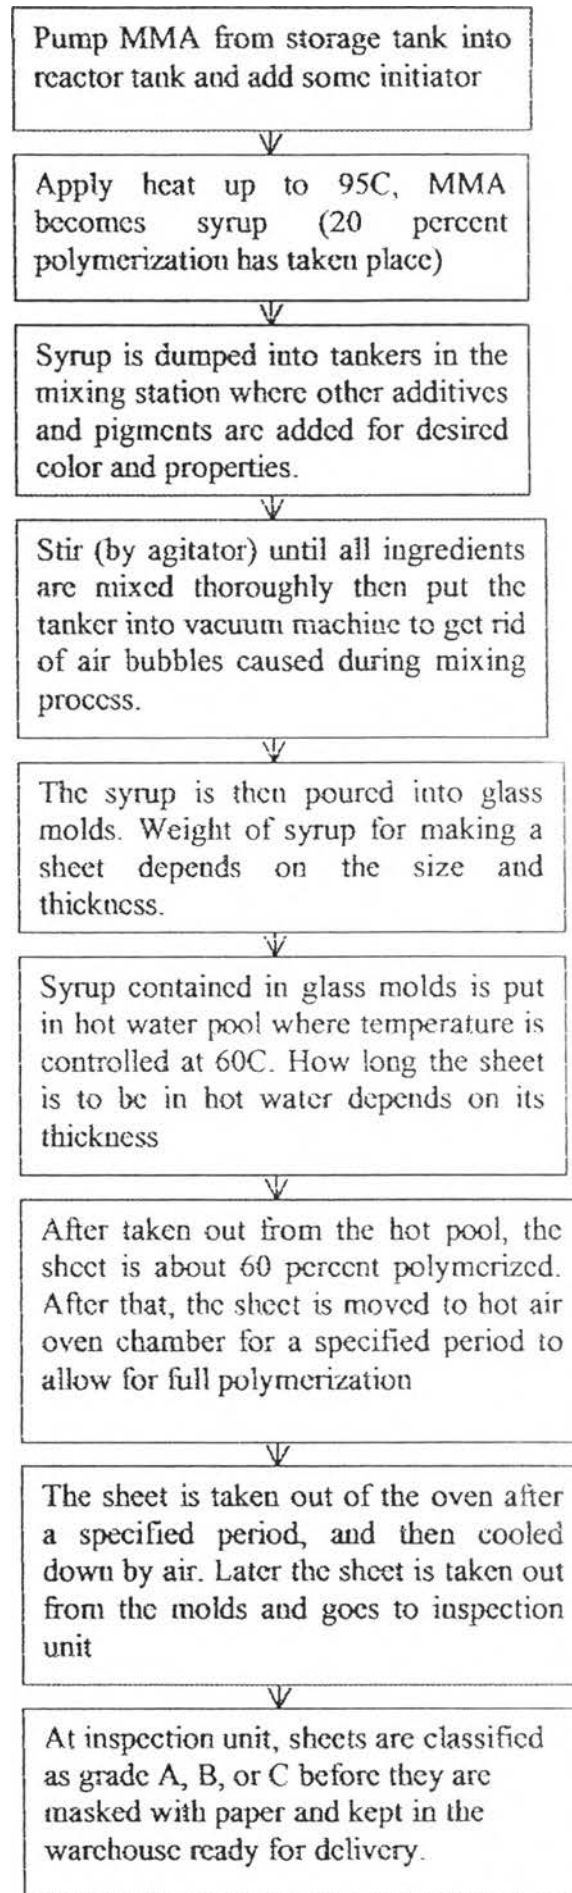 Pump MMA from storage tank into
reactor tank and add some initiator
Apply heat up to 95C, MMA
becomes syrup (20 percent
polymerization has taken place)
Syrup is dumped into tankers in the
mixing station where other additives
and pigments are added for desired
color and properties.
Stir (by agitator) until all ingredients
are mixed thoroughly then put the
tanker into vacuum machine to get rid
of air bubbles caused during mixing
process.
The syrup is then poured into glass
molds. Weight of syrup for making a
sheet depends on the size and
thickness.
Syrup contained in glass molds is put
in hot water pool where temperature is
controlled at 60C. How long the sheet
is to be in hot water depends on its
thickness
After taken out from the hot pool, the
sheet is about 60 percent polymerized.
After that, the sheet is moved to hot air
oven chamber for a specified period to
allow for full polymerization
The sheet is taken out of the oven after
a specified period, and then cooled
down by air. Later the sheet is taken out
from the molds and goes to inspection
unit
At inspection unit, sheets are classified
as grade A, B, or C before they are
masked with paper and kept in the
warehouse ready for delivery.